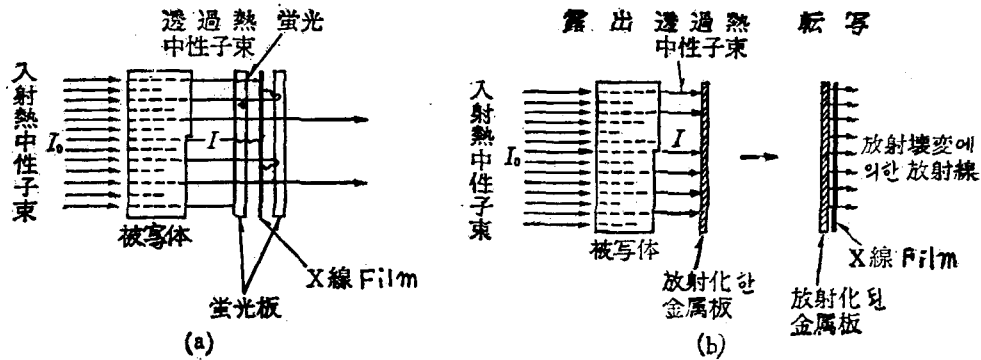 透過熱
中性子束
蛍光
入射熱中性子束
I₀
I
被写体
X線 Film
蛍光板
(a)
露出
透過熱
中性子束
転写
入射熱中性子束
I₀
I
被写体
放射化 한
金属板
放射壊変에
의한 放射線
X線 Film
放射化 된
金属板
(b)